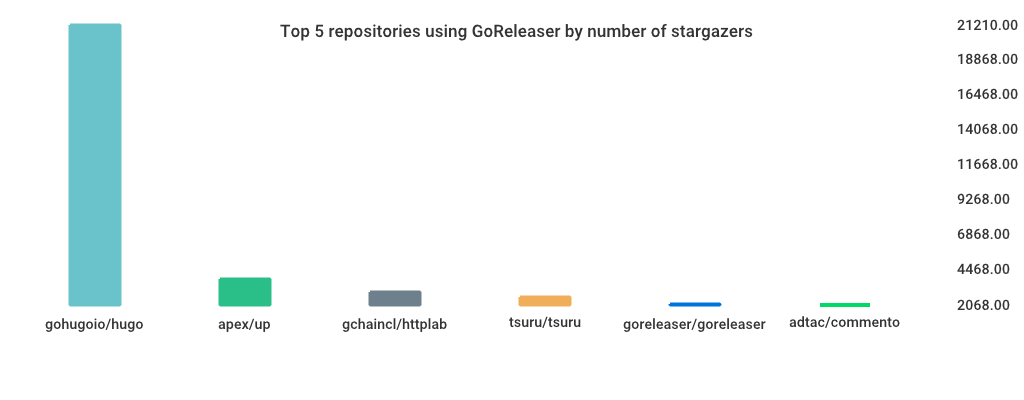 Top 5 repositories using GoReleaser by number of stargazers
21210.00
18868.00
16468.00
14068.00
11668.00
9268.00
6868.00
4468.00
2068.00
gohugoio/hugo
apex/up
gchaincl/httplab
tsuru/tsuru
goreleaser/goreleaser
adtac/commento